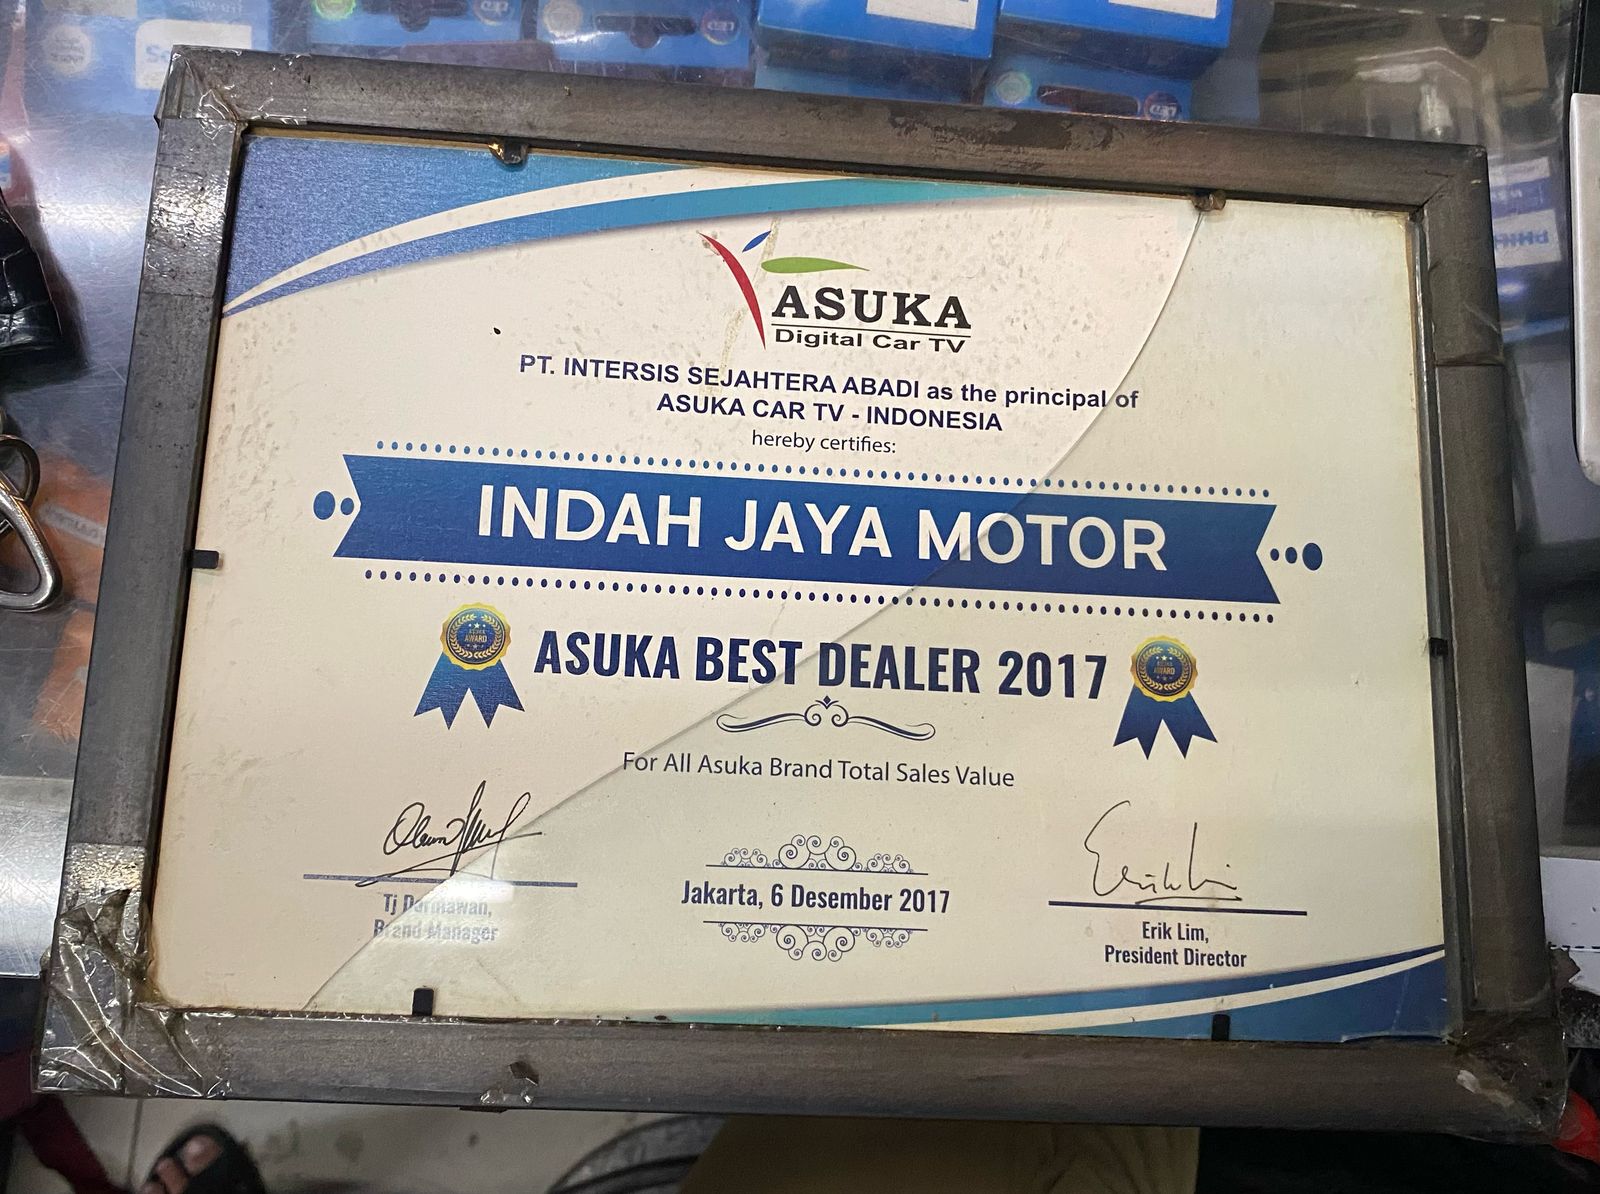 ASUKA
Digital Car TV
PT. INTERSIS SEJAHTERA ABADI as the principal of
ASUKA CAR TV - INDONESIA
hereby certifies:
INDAH JAYA MOTOR
ASUKA AWARD
ASUKA BEST DEALER 2017
ASUKA AWARD
For All Asuka Brand Total Sales Value
Tj Darmawan,
Brand Manager
Jakarta, 6 Desember 2017
Erik Lim,
President Director